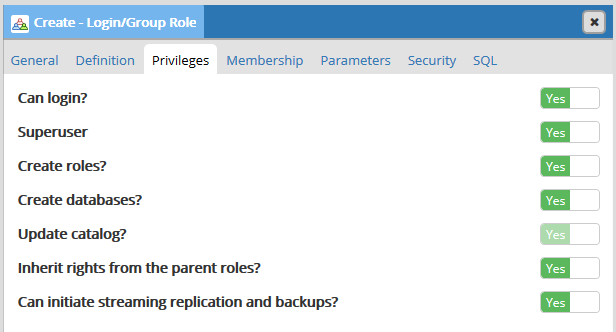 Create - Login/Group Role
General Definition Privileges Membership Parameters Security SQL
Can login? Yes
Superuser Yes
Create roles? Yes
Create databases? Yes
Update catalog? Yes
Inherit rights from the parent roles? Yes
Can initiate streaming replication and backups? Yes